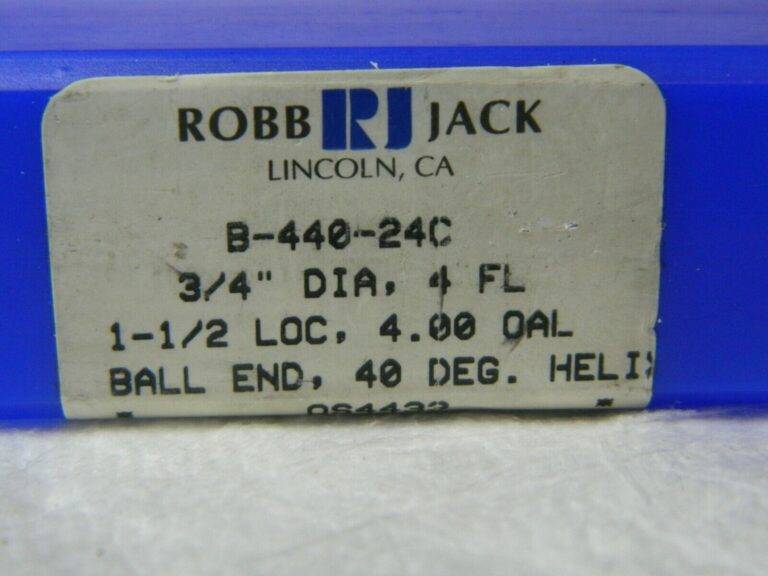 ROBB RJ JACK
LINCOLN, CA
B-440-24C
3/4" DIA, 4 FL
1-1/2 LOC, 4.00 OAL
BALL END, 40 DEG. HELIX
* *